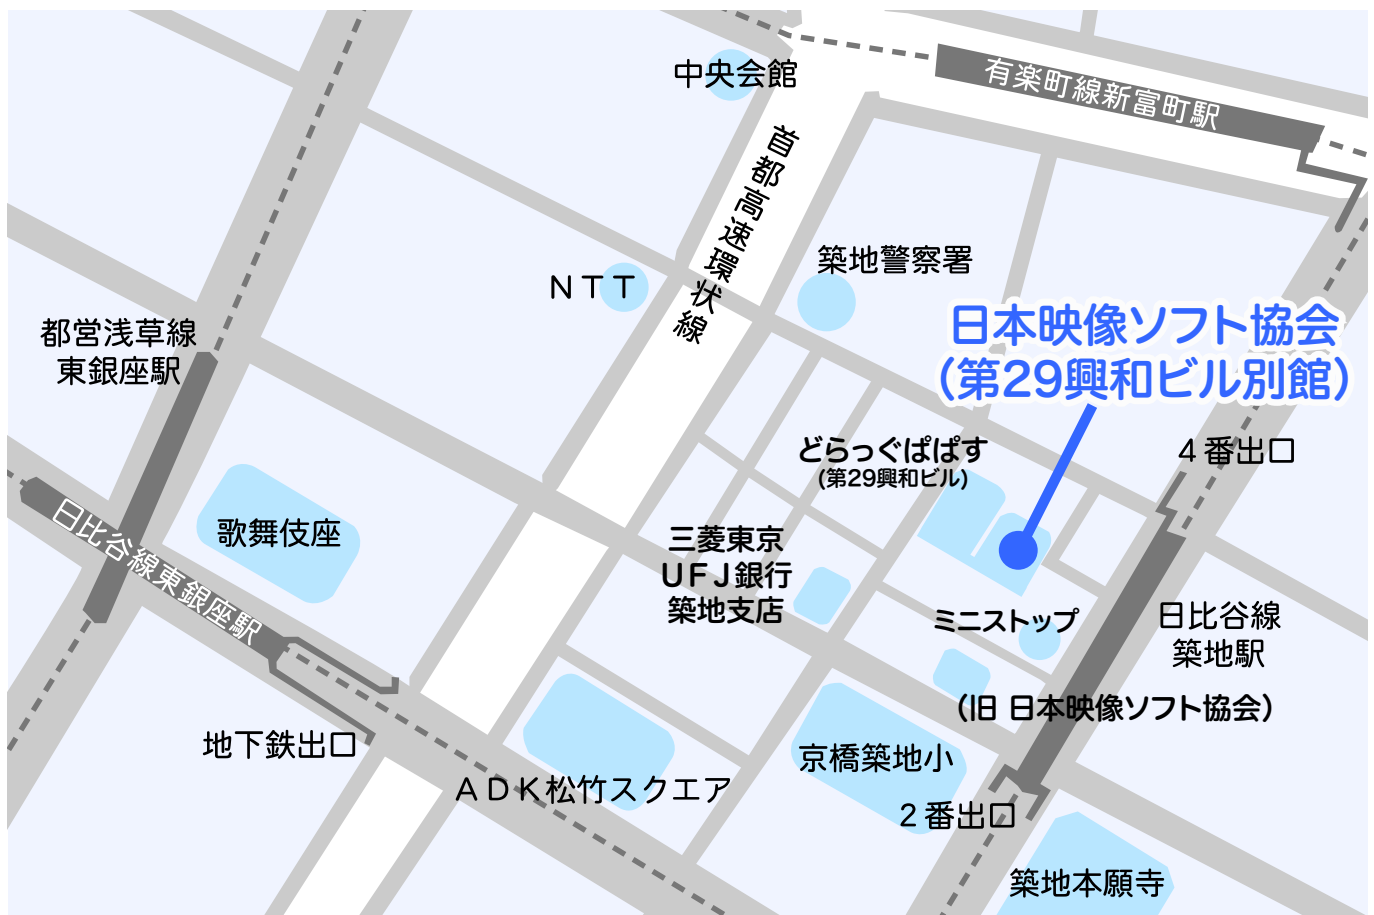 中央会館
有楽町線新富町駅
首都高速環状線
築地警察署
ＮＴＴ
日本映像ソフト協会
（第29興和ビル別館）
都営浅草線
東銀座駅
４番出口
どらっぐぱぱす
(第29興和ビル)
日比谷線東銀座駅
歌舞伎座
三菱東京
ＵＦＪ銀行
築地支店
ミニストップ
日比谷線
築地駅
（旧 日本映像ソフト協会）
地下鉄出口
ＡＤＫ松竹スクエア
京橋築地小
２番出口
築地本願寺